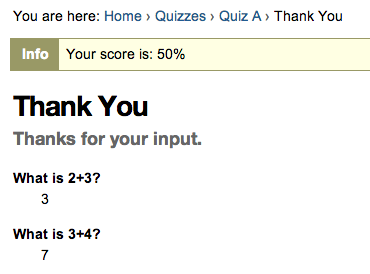 You are here: Home › Quizzes › Quiz A › Thank You
Info Your score is: 50%
Thank You
Thanks for your input.
What is 2+3?
3
What is 3+4?
7